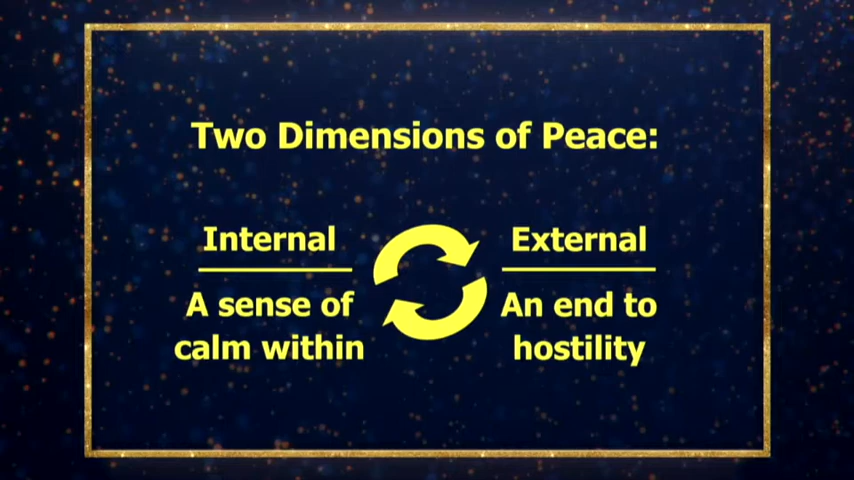 Two Dimensions of Peace:
Internal
A sense of
calm within
External
An end to
hostility